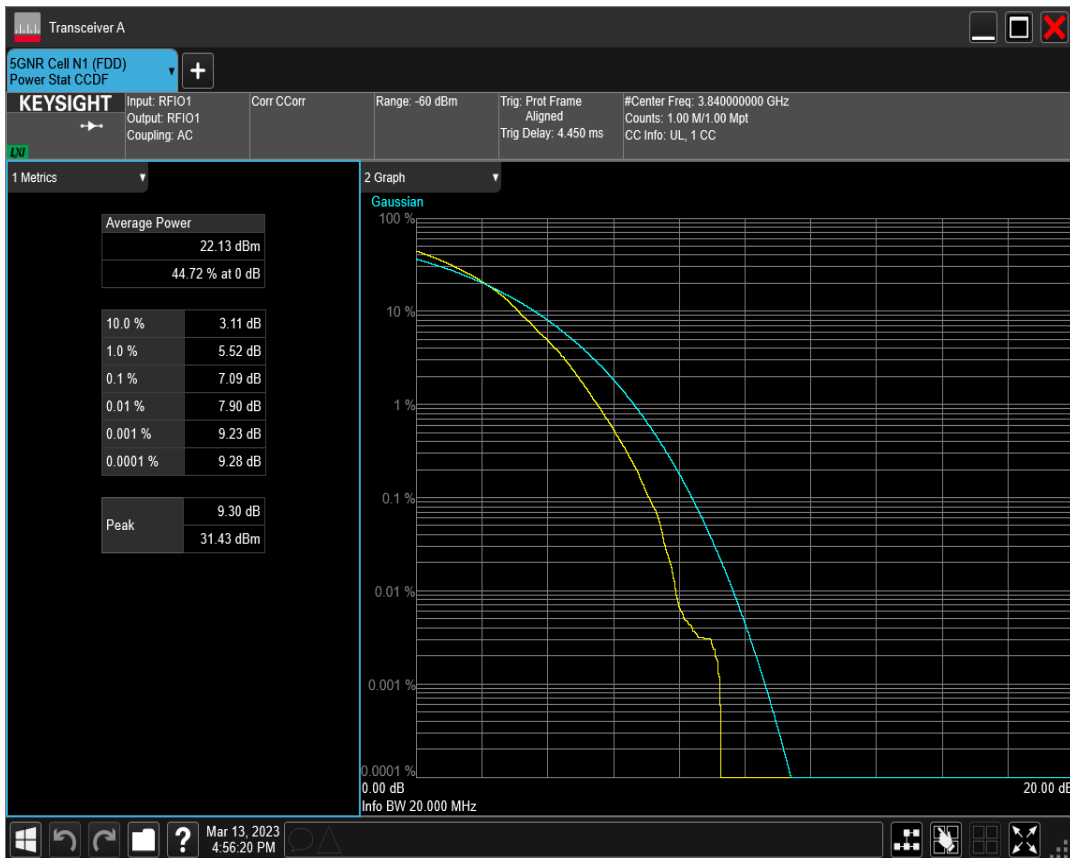 Transceiver A
5GNR Cell N1 (FDD)
Power Stat CCDF
+
KEYSIGHT
LXI
Input: RFIO1
Output: RFIO1
Coupling: AC
Corr CCorr
Range: -60 dBm
Trig: Prot Frame
Aligned
Trig Delay: 4.450 ms
#Center Freq: 3.840000000 GHz
Counts: 1.00 M/1.00 Mpt
CC Info: UL, 1 CC
1 Metrics
Average Power
22.13 dBm
44.72 % at 0 dB
10.0 % 3.11 dB
1.0 % 5.52 dB
0.1 % 7.09 dB
0.01 % 7.90 dB
0.001 % 9.23 dB
0.0001 % 9.28 dB
Peak
9.30 dB
31.43 dBm
2 Graph
Gaussian
100 %
10 %
1 %
0.1 %
0.01 %
0.001 %
0.0001 %
0.00 dB 20.00 dB
Info BW 20.000 MHz
?
Mar 13, 2023
4:56:20 PM